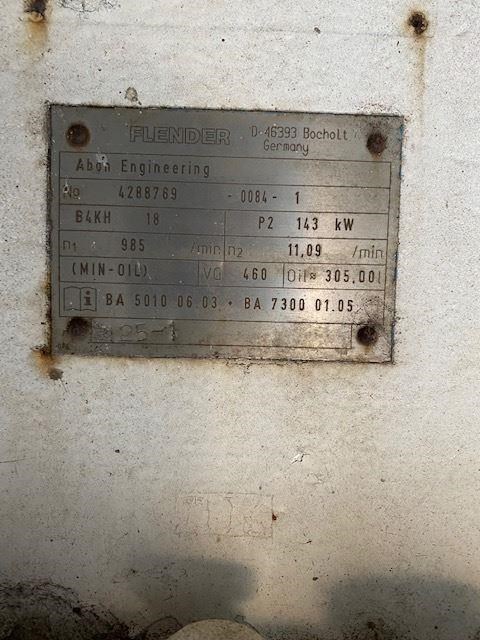 FLENDER D-46393 Bocholt
Germany
Abon Engineering
No 4288769 - 0084 - 1
B4KH 18 P2 143 kW
n1 985 /min n2 11,09 /min
(MIN-OIL) VG 460 Oil≈ 305,00l
i BA 5010 06.03 + BA 7300 01.05